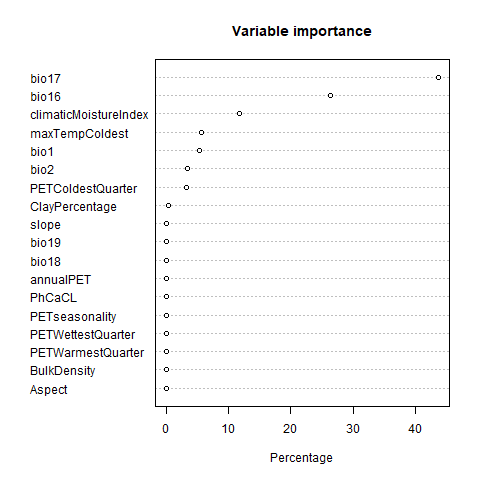 Variable importance
bio17
bio16
climaticMoistureIndex
maxTempColdest
bio1
bio2
PETColdestQuarter
ClayPercentage
slope
bio19
bio18
annualPET
PhCaCL
PETseasonality
PETWettestQuarter
PETWarmestQuarter
BulkDensity
Aspect
0 10 20 30 40
Percentage